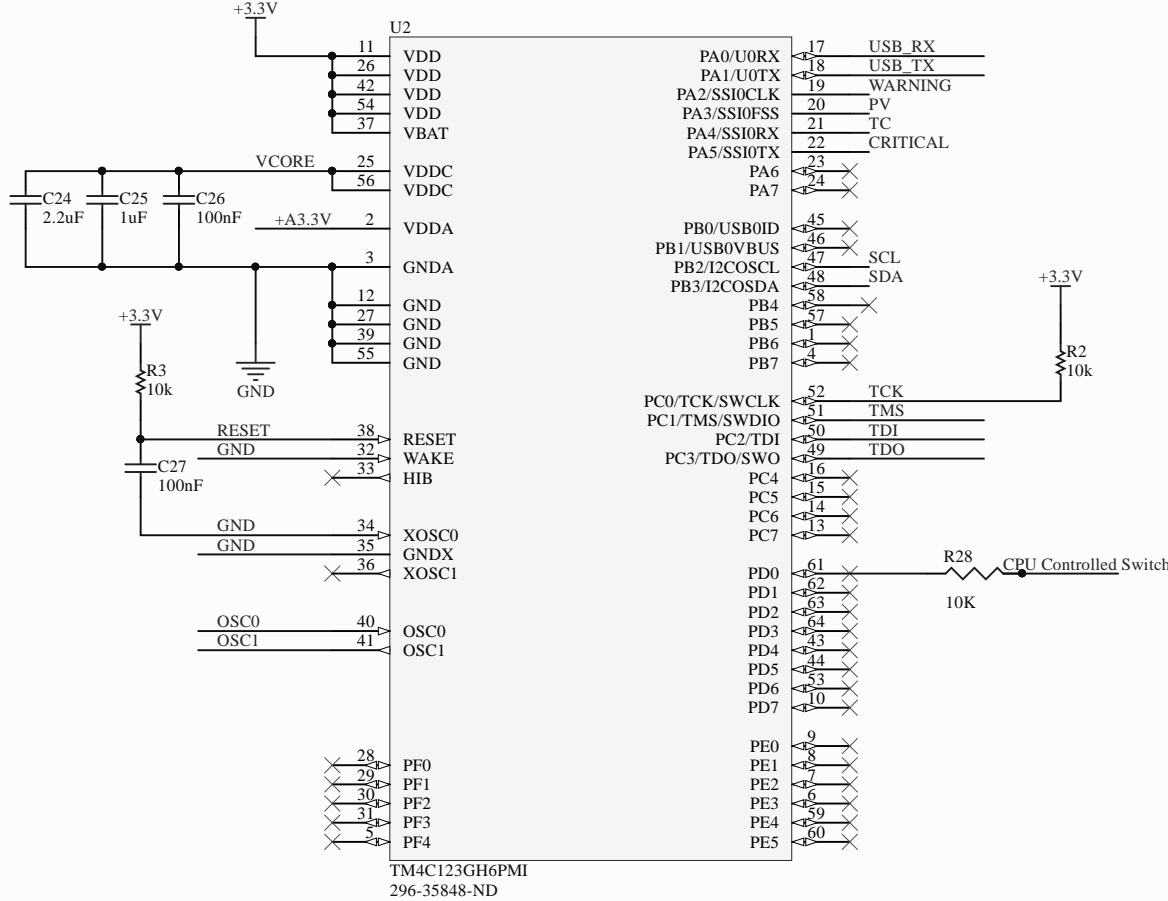 +3.3V
U2
11 VDD
26 VDD
42 VDD
54 VDD
37 VBAT
VCORE 25 VDDC
56 VDDC
C24 2.2uF
C25 1uF
C26 100nF
+A3.3V 2 VDDA
3 GNDA
12 GND
27 GND
39 GND
55 GND
GND
+3.3V
R3
10k
RESET 38 RESET
GND 32 WAKE
33 HIB
C27
100nF
GND 34 XOSC0
GND 35 GNDX
36 XOSC1
OSC0 40 OSC0
OSC1 41 OSC1
28 PF0
29 PF1
30 PF2
31 PF3
5 PF4
PA0/U0RX 17 USB_RX
PA1/U0TX 18 USB_TX
PA2/SSI0CLK 19 WARNING
PA3/SSI0FSS 20 PV
PA4/SSI0RX 21 TC
PA5/SSI0TX 22 CRITICAL
PA6 23
PA7 24
PB0/USB0ID 45
PB1/USB0VBUS 46
PB2/I2COSCL 47 SCL
PB3/I2COSDA 48 SDA
PB4 58
PB5 57
PB6 1
PB7 4
+3.3V
R2
10k
PC0/TCK/SWCLK 52 TCK
PC1/TMS/SWDIO 51 TMS
PC2/TDI 50 TDI
PC3/TDO/SWO 49 TDO
PC4 16
PC5 15
PC6 14
PC7 13
PD0 61
R28
10K
CPU Controlled Switch
PD1 62
PD2 63
PD3 64
PD4 43
PD5 44
PD6 53
PD7 10
PE0 9
PE1 8
PE2 7
PE3 6
PE4 59
PE5 60
TM4C123GH6PMI
296-35848-ND